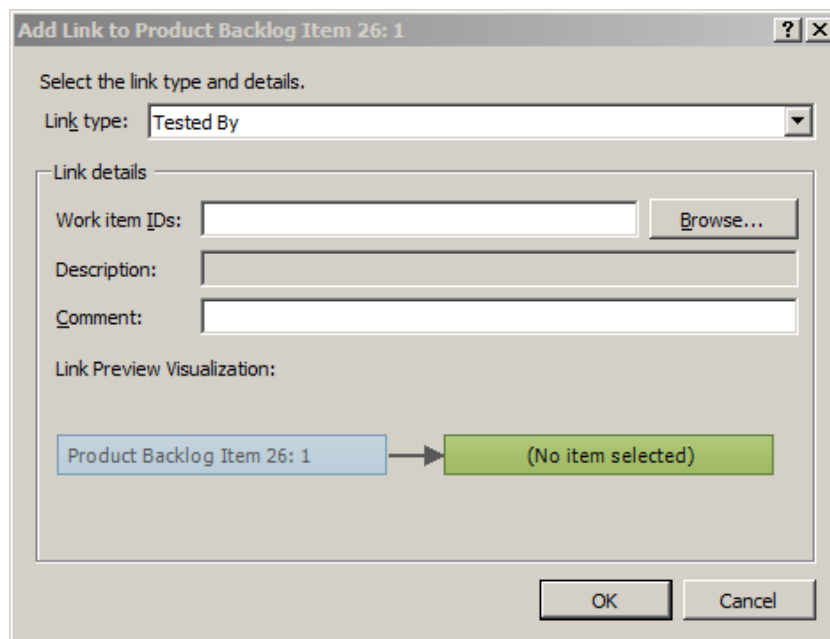 Add Link to Product Backlog Item 26: 1
Select the link type and details.
Link type: Tested By
Link details
Work item IDs: Browse...
Description:
Comment:
Link Preview Visualization:
Product Backlog Item 26: 1 (No item selected)
OK Cancel